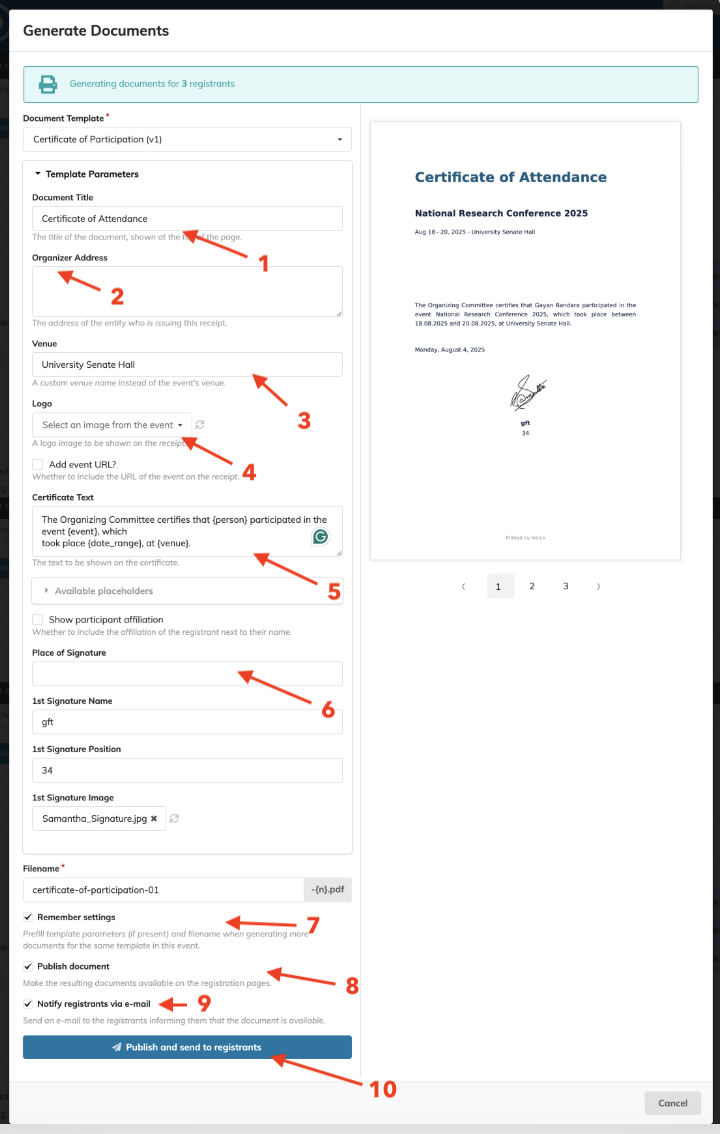 Generate Documents
Generating documents for 3 registrants
Document Template*
Certificate of Participation (v1)
Template Parameters
Document Title
Certificate of Attendance
The title of the document, shown at the of the page.
1
Organizer Address
2
The address of the entity who is issuing this receipt.
Venue
University Senate Hall
A custom venue name instead of the event's venue.
3
Logo
Select an image from the event
A logo image to be shown on the receipt
4
Add event URL?
Whether to include the URL of the event on the receipt.
Certificate Text
The Organizing Committee certifies that {person} participated in the
event {event}, which
took place {date_range}, at {venue}.
The text to be shown on the certificate.
5
Available placeholders
Show participant affiliation
Whether to include the affiliation of the registrant next to their name.
Place of Signature
6
1st Signature Name
gft
1st Signature Position
34
1st Signature Image
Samantha_Signature.jpg
Filename*
certificate-of-participation-01
-{n}.pdf
Remember settings
7
Prefill template parameters (if present) and filename when generating more
documents for the same template in this event.
Publish document
Make the resulting documents available on the registration pages.
8
Notify registrants via e-mail
9
Send an e-mail to the registrants informing them that the document is available.
Publish and send to registrants
10
Cancel
Certificate of Attendance
National Research Conference 2025
Aug 18 - 20, 2025 - University Senate Hall
The Organizing Committee certifies that Gayan Bandara participated in the
event National Research Conference 2025, which took place between
18.08.2025 and 20.08.2025, at University Senate Hall.
Monday, August 4, 2025
gft
34
Printed by Indico
1 2 3